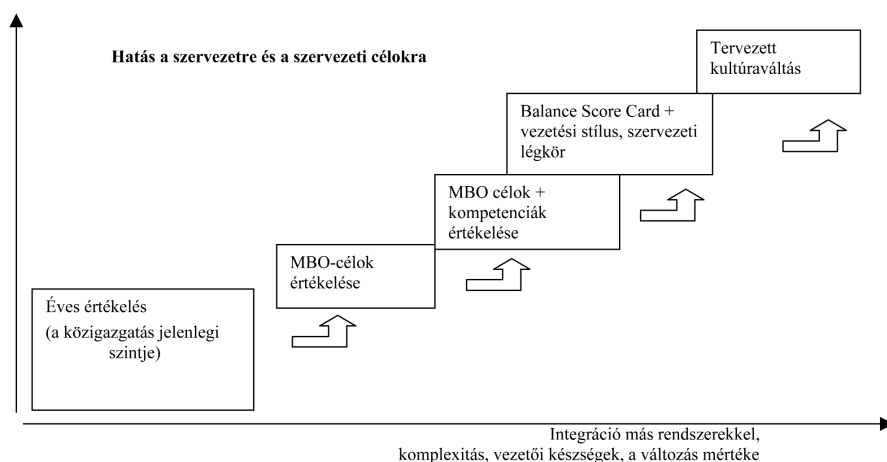 Hatás a szervezetre és a szervezeti célokra
Tervezett
kultúraváltás
Balance Score Card +
vezetési stílus, szervezeti
légkör
MBO célok +
kompetenciák
értékelése
MBO-célok
értékelése
Éves értékelés
(a közigazgatás jelenlegi
szintje)
Integráció más rendszerekkel,
komplexitás, vezetői készségek, a változás mértéke